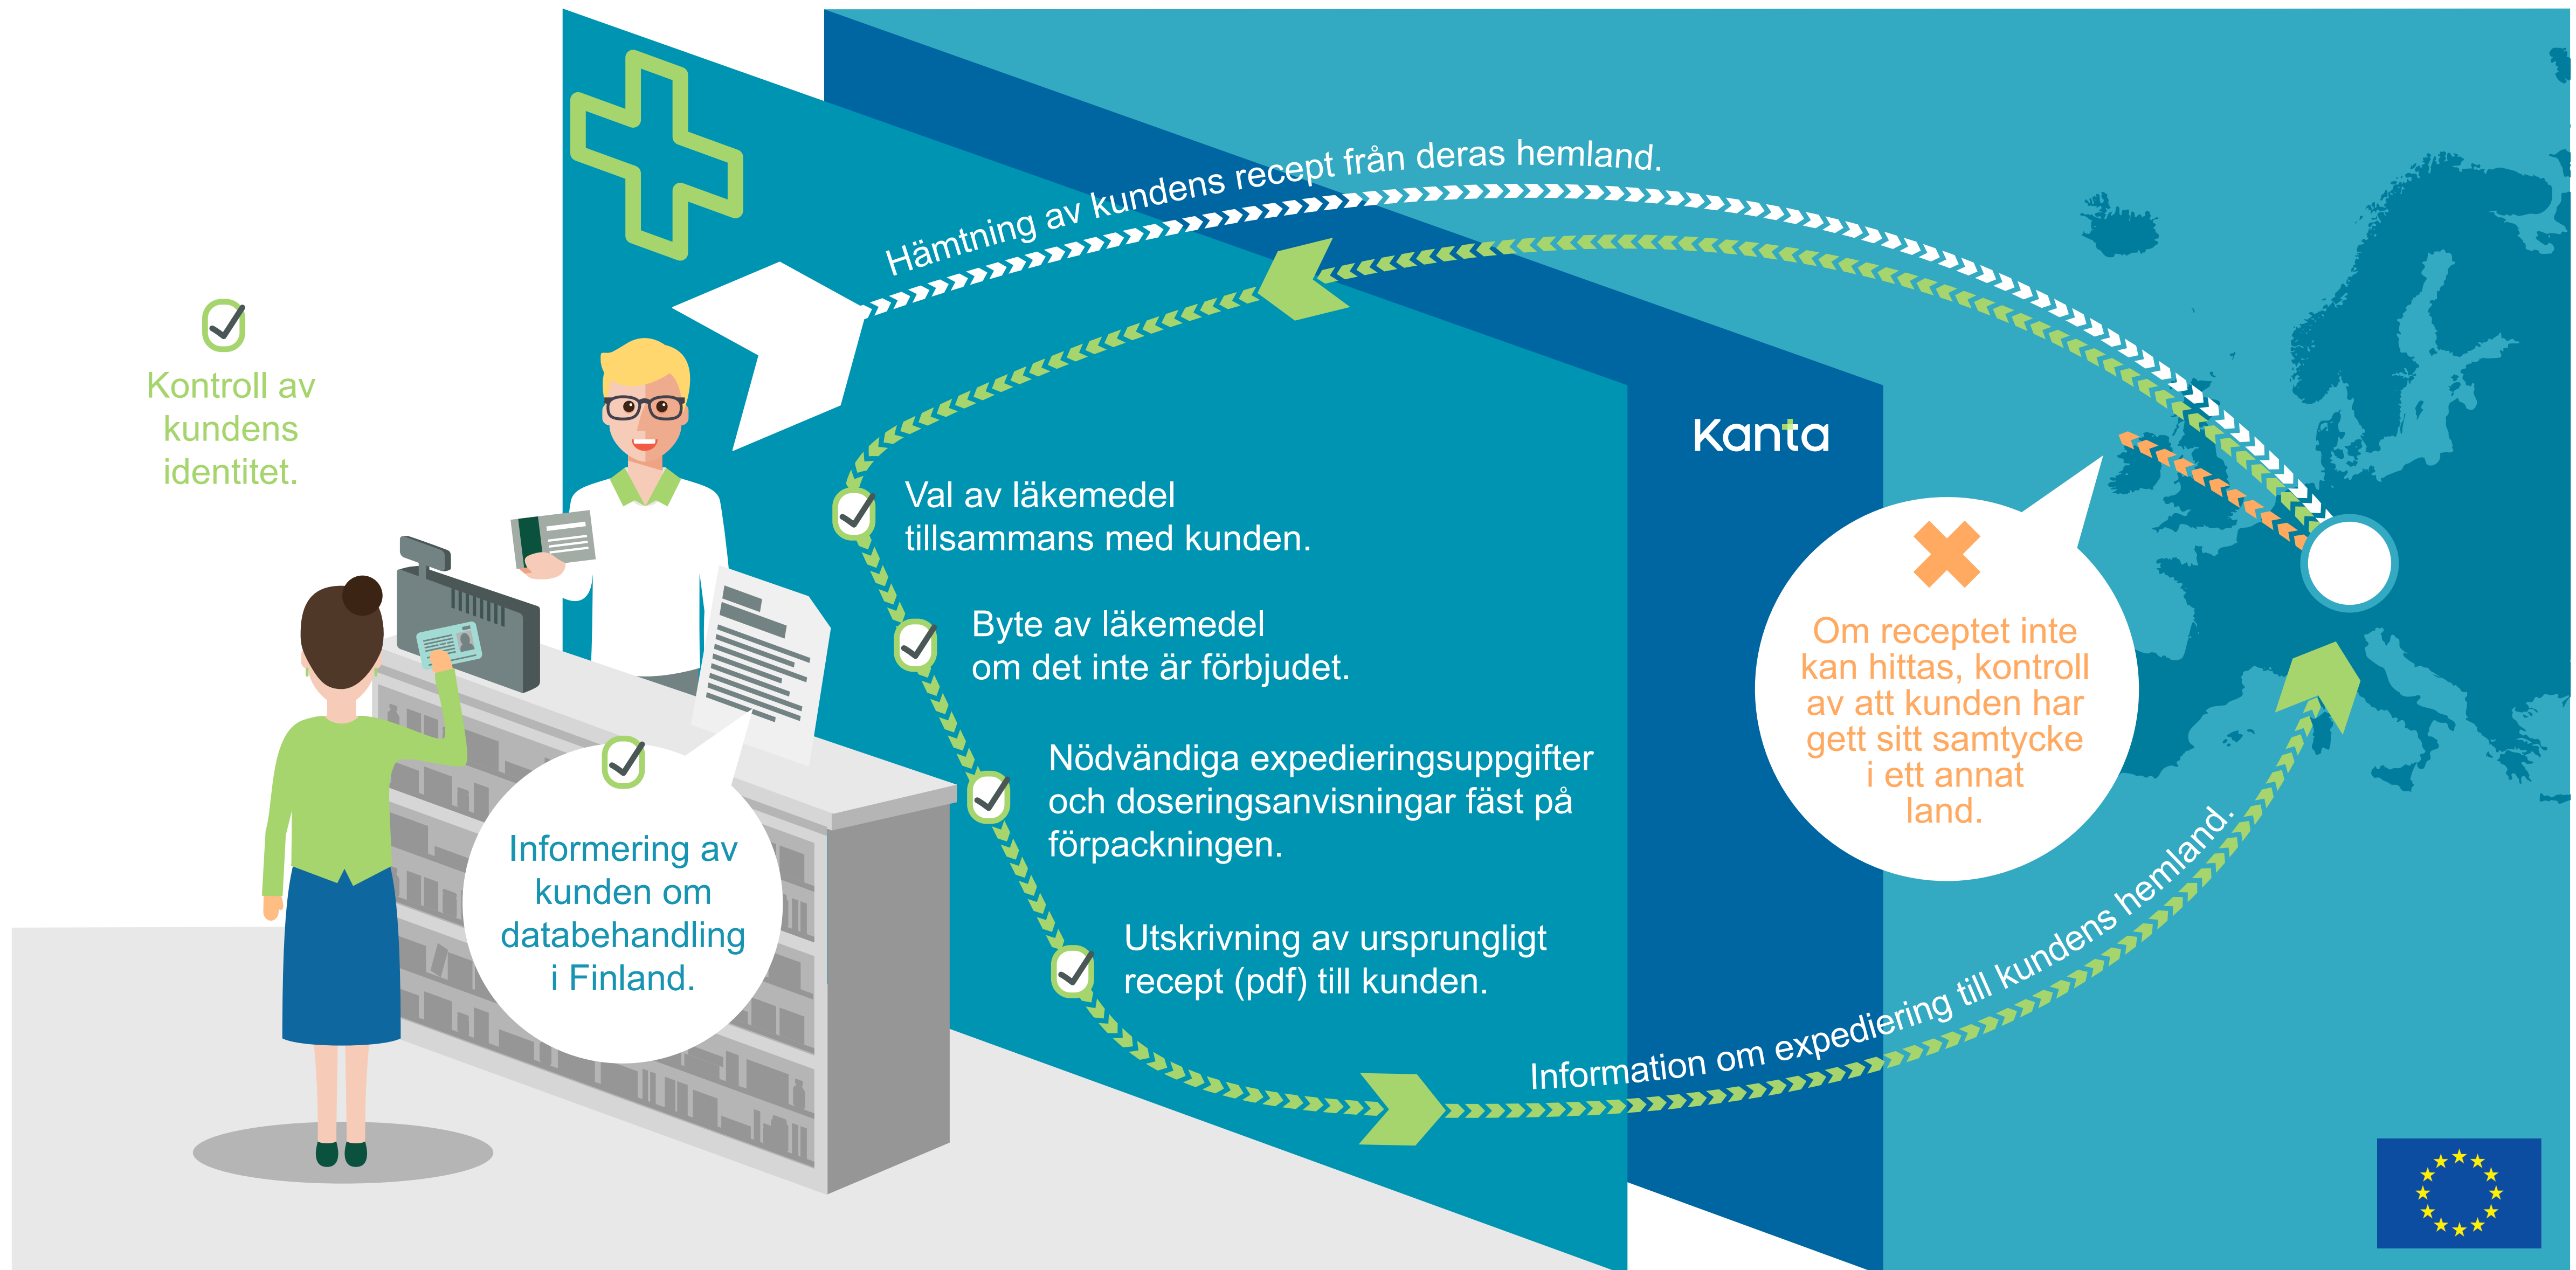 Kontroll av
kundens
identitet.
Informering av
kunden om
databehandling
i Finland.
Hämtning av kundens recept från deras hemland.
Val av läkemedel
tillsammans med kunden.
Byte av läkemedel
om det inte är förbjudet.
Nödvändiga expedieringsuppgifter
och doseringsanvisningar fäst på
förpackningen.
Utskrivning av ursprungligt
recept (pdf) till kunden.
Information om expediering till kundens hemland.
Kanta
Om receptet inte
kan hittas, kontroll
av att kunden har
gett sitt samtycke
i ett annat
land.